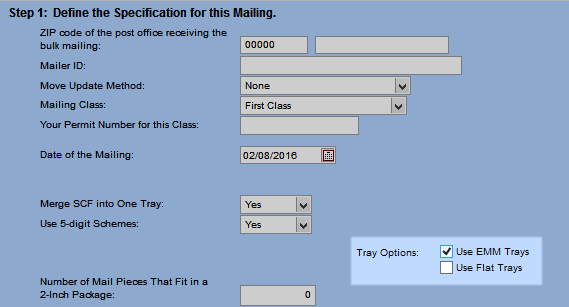 Step 1: Define the Specification for this Mailing.
ZIP code of the post office receiving the
bulk mailing:
00000
Mailer ID:
Move Update Method:
None
Mailing Class:
First Class
Your Permit Number for this Class:
Date of the Mailing:
02/08/2016
Merge SCF into One Tray:
Yes
Use 5-digit Schemes:
Yes
Tray Options:
Use EMM Trays
Use Flat Trays
Number of Mail Pieces That Fit in a
2-Inch Package:
0